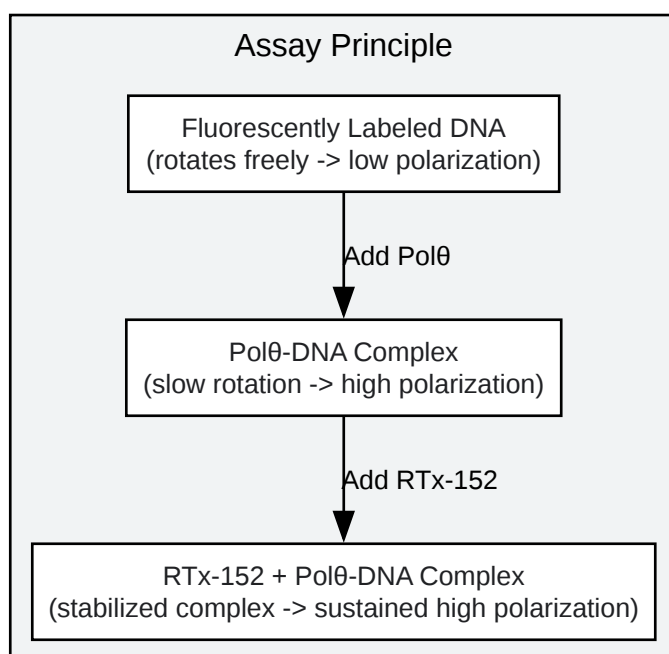 Assay Principle
Fluorescently Labeled DNA
(rotates freely -> low polarization)
Add Polθ
Polθ-DNA Complex
(slow rotation -> high polarization)
Add RTx-152
RTx-152 + Polθ-DNA Complex
(stabilized complex -> sustained high polarization)